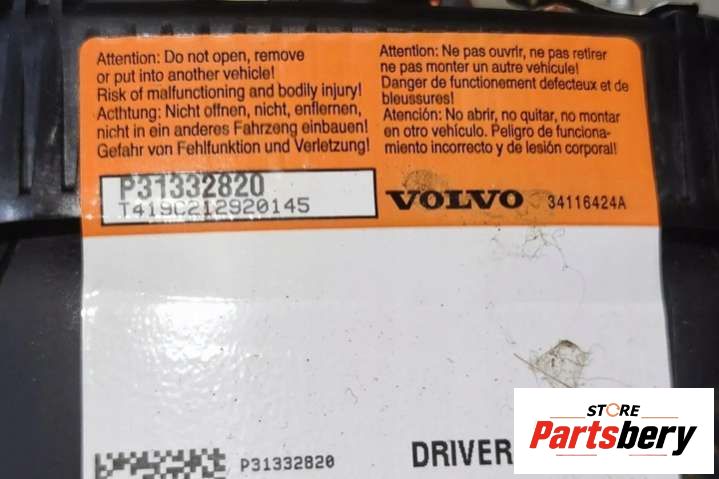 Attention: Do not open, remove
or put into another vehicle!
Risk of malfunctioning and bodily injury!
Acthtung: Nicht offnen, nicht, enflernen,
nicht in ein anderes Fahrzeng einbauen!
Gefahr von Fehlfunktion und Verletzung!
Attention: Ne pas ouvrir, ne pas retirer
ne pas monter un autre vehicule!
Danger de functionement defecteux et de
bleussures!
Atención: No abrir, no quitar, no montar
en otro vehículo. Peligro de funciona-
miento incorrecto y de lesión corporal!
P31332820
T419C212920145
VOLVO 34116424A
P31332820
DRIVER
STORE
Partsbery